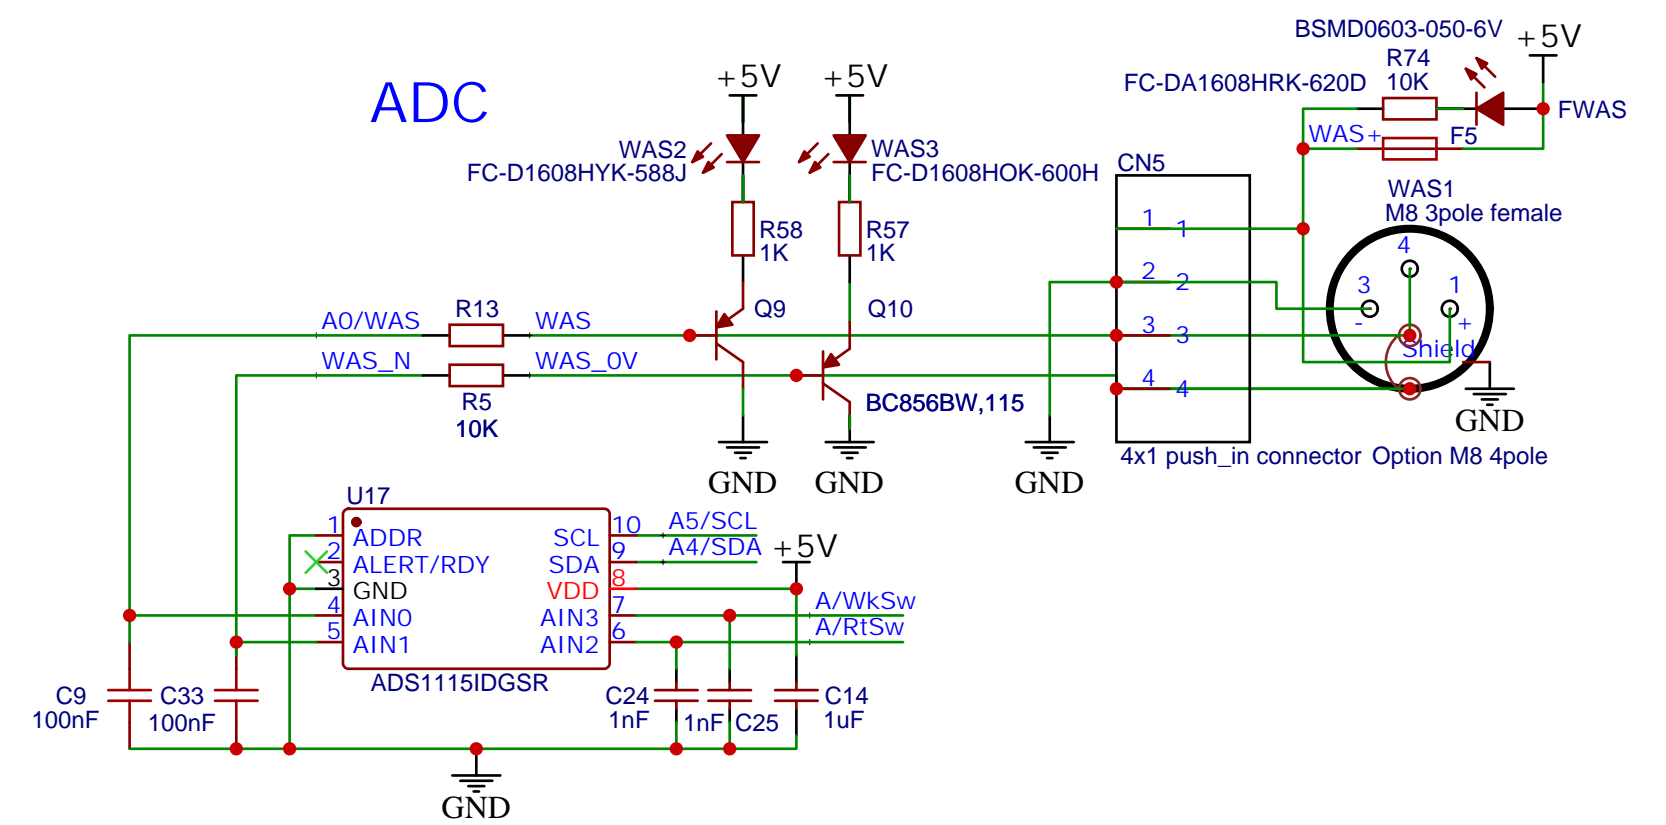 BSMD0603-050-6V
+5V
R74
10K
FC-DA1608HRK-620D
FWAS
WAS+
F5
ADC
+5V
+5V
WAS2
FC-D1608HYK-588J
WAS3
FC-D1608HOK-600H
CN5
WAS1
M8 3pole female
R58
1K
R57
1K
1
1
2
2
3
3
4
4
4
3
1
-
+
Shield
GND
Q9
Q10
A0/WAS
R13
WAS
WAS_N
WAS_0V
R5
10K
BC856BW,115
GND
GND
GND
4x1 push_in connector
Option M8 4pole
U17
1
ADDR
2
ALERT/RDY
3
GND
4
AIN0
5
AIN1
SCL
10
SDA
9
VDD
8
AIN3
7
AIN2
6
A5/SCL
A4/SDA
+5V
A/WkSw
A/RtSw
ADS1115IDGSR
C9
100nF
C33
100nF
C24
1nF
1nF
C25
C14
1uF
GND